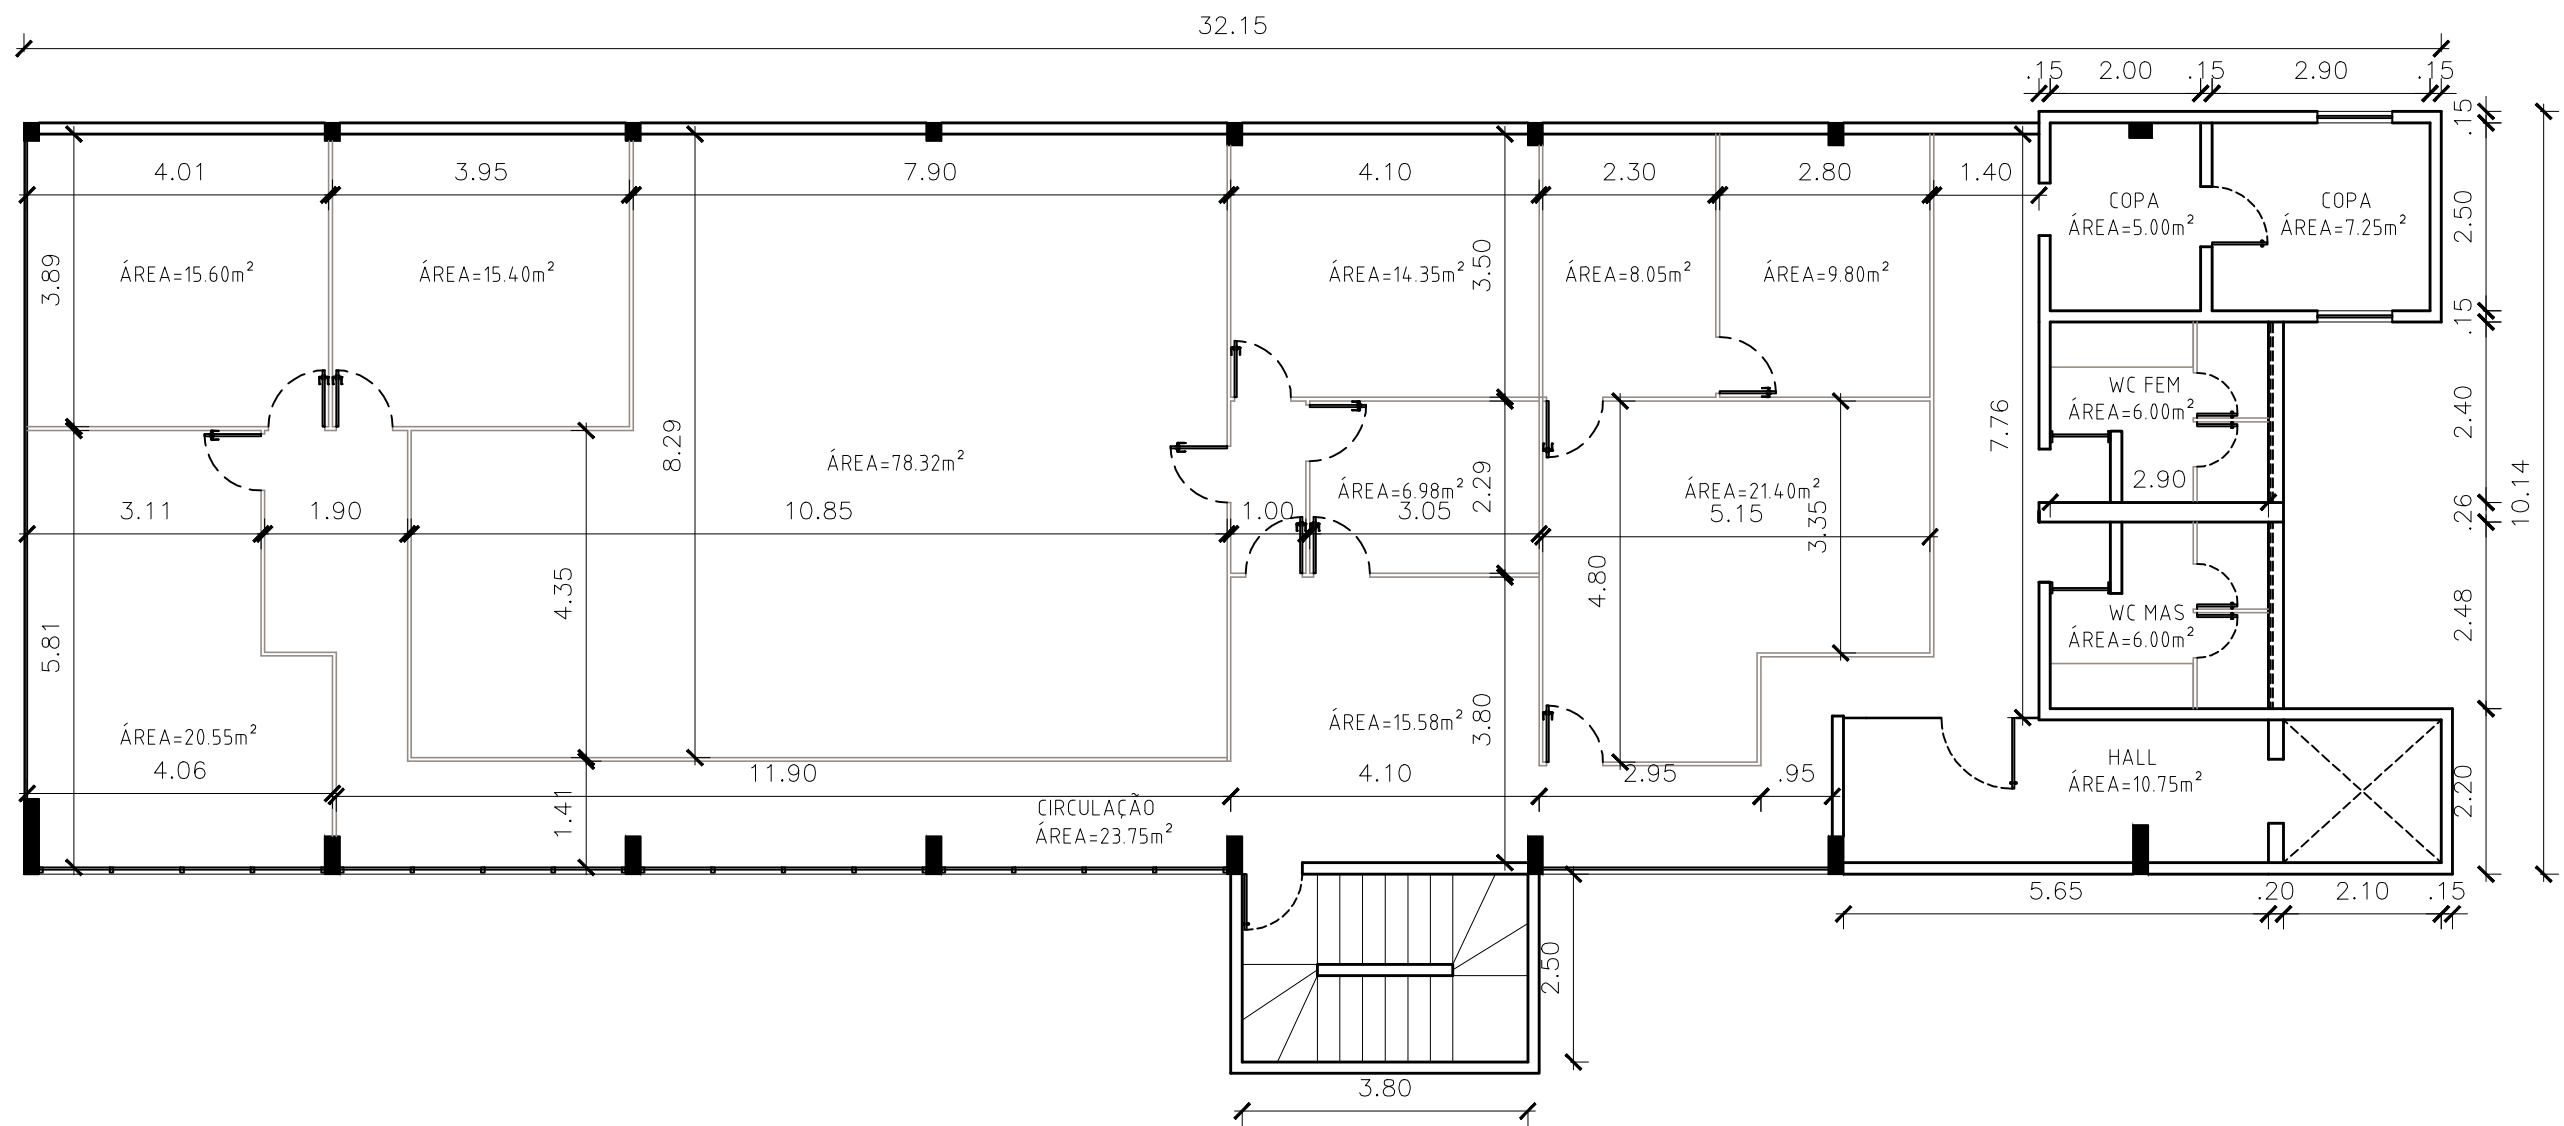 32.15
.15
2.00
.15
2.90
.15
.15
4.01
3.95
7.90
4.10
2.30
2.80
1.40
COPA
ÁREA=5.00m²
COPA
ÁREA=7.25m²
2.50
3.89
ÁREA=15.60m²
ÁREA=15.40m²
ÁREA=14.35m²
3.50
ÁREA=8.05m²
ÁREA=9.80m²
.15
WC FEM
ÁREA=6.00m²
2.40
8.29
ÁREA=78.32m²
7.76
2.90
10.14
3.11
1.90
10.85
1.00
ÁREA=6.98m²
2.29
3.05
ÁREA=21.40m²
5.15
3.35
.26
4.35
4.80
WC MAS
ÁREA=6.00m²
2.48
5.81
ÁREA=20.55m²
4.06
11.90
ÁREA=15.58m²
3.80
4.10
2.95
.95
HALL
ÁREA=10.75m²
2.20
1.41
CIRCULAÇÃO
ÁREA=23.75m²
5.65
.20
2.10
.15
2.50
3.80